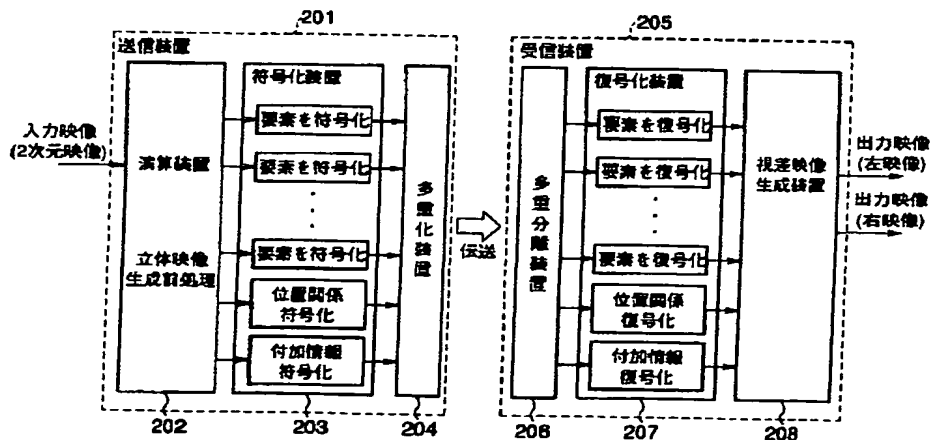 201
送信装置
入力映像
(2次元映像)
演算装置
立体映像
生成前処理
202
符号化装置
要素を符号化
要素を符号化
・
・
・
要素を符号化
位置関係
符号化
付加情報
符号化
203
多重化装置
204
伝送
205
受信装置
多重分離装置
206
復号化装置
要素を復号化
要素を復号化
・
・
・
要素を復号化
位置関係
復号化
付加情報
復号化
207
視差映像
生成装置
208
出力映像
(左映像)
出力映像
(右映像)